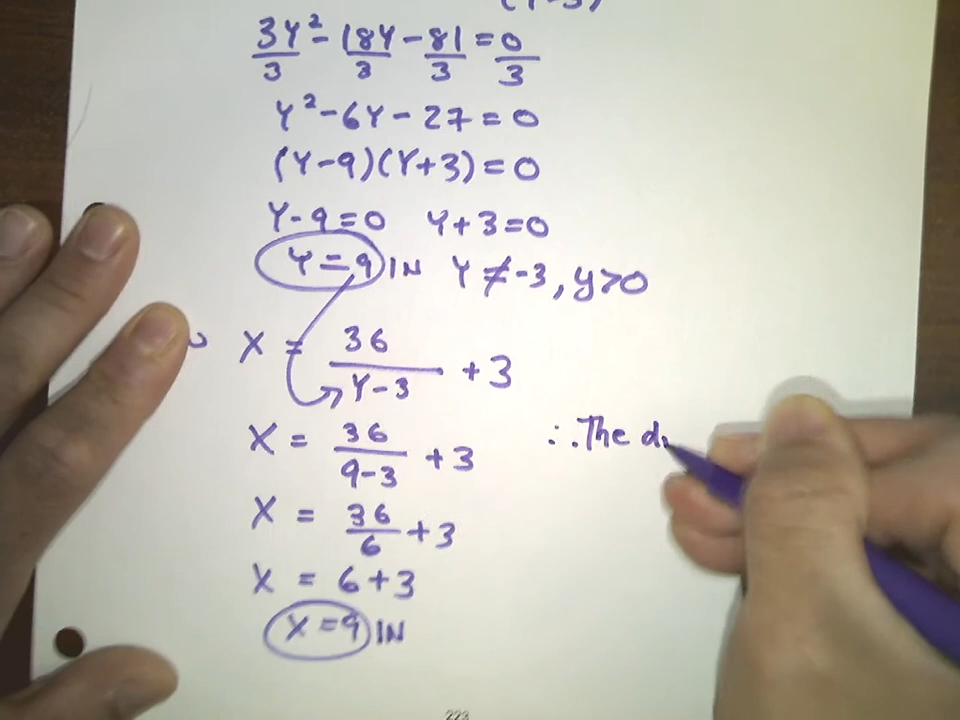 (Y-3)
3Y²/3 - 18Y/3 - 81/3 = 0/3
Y² - 6Y - 27 = 0
(Y-9)(Y+3) = 0
Y-9=0 Y+3=0
Y=9 IN Y≠-3, y>0
X = 36/(Y-3) + 3
X = 36/(9-3) + 3
∴ The
X = 36/6 + 3
X = 6+3
X=9 IN
223